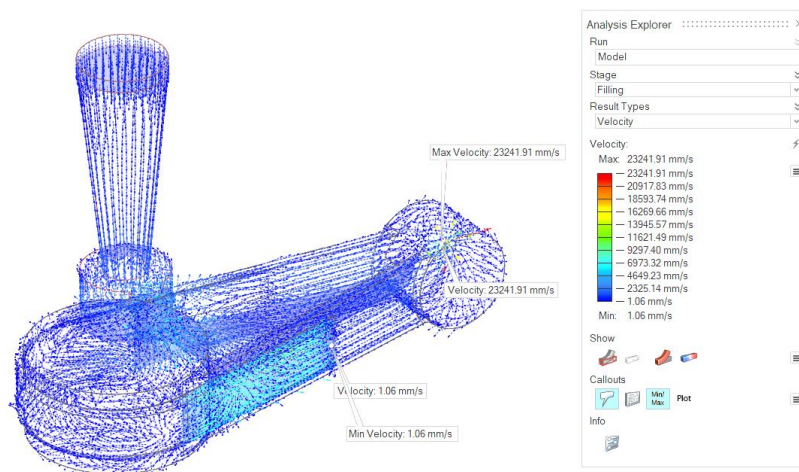 Max Velocity: 23241.91 mm/s
Velocity: 23241.91 mm/s
Velocity: 1.06 mm/s
Min Velocity: 1.06 mm/s
Analysis Explorer
Run
Model
Stage
Filling
Result Types
Velocity
Velocity:
Max: 23241.91 mm/s
23241.91 mm/s
20917.83 mm/s
18593.74 mm/s
16269.66 mm/s
13945.57 mm/s
11621.49 mm/s
9297.40 mm/s
6973.32 mm/s
4649.23 mm/s
2325.14 mm/s
1.06 mm/s
Min: 1.06 mm/s
Show
Callouts
Min/
Max
Plot
Info